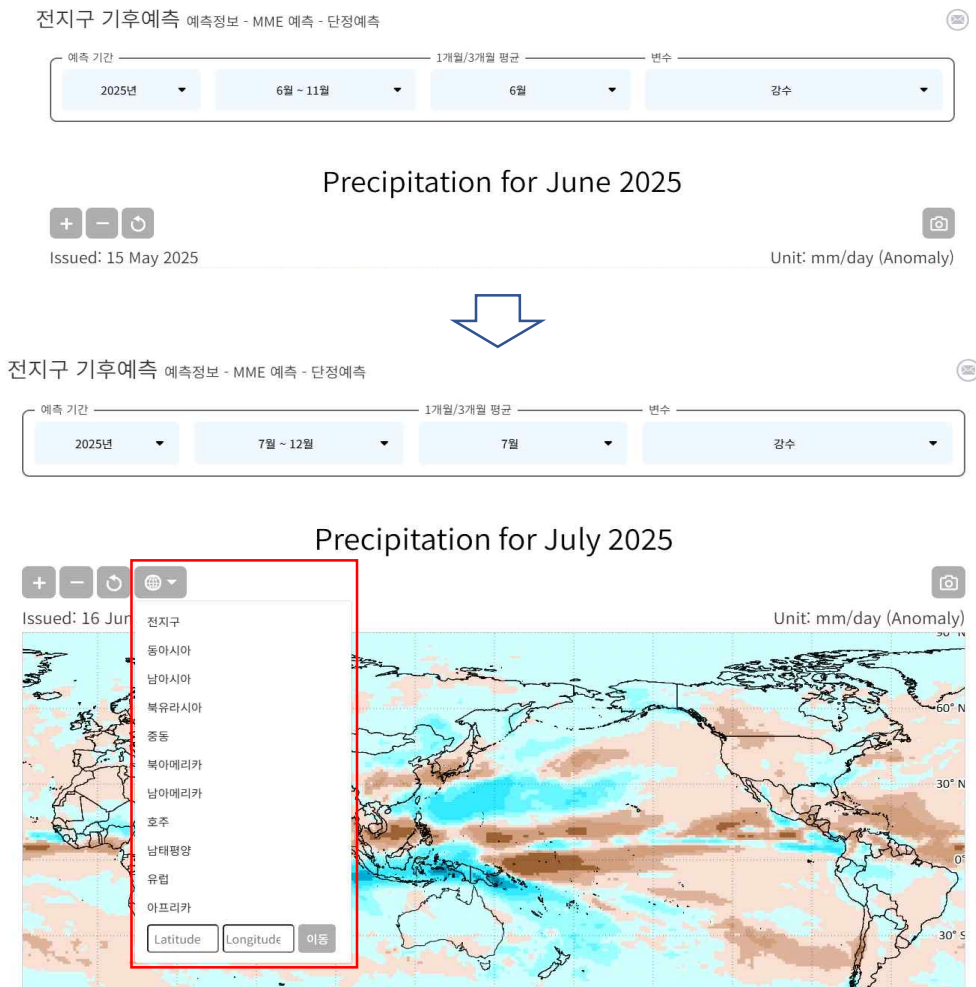 전지구 기후예측 예측정보 - MME 예측 - 단정예측
예측 기간 1개월/3개월 평균 변수
2025년 6월 ~ 11월 6월 강수
Precipitation for June 2025
+ −
Issued: 15 May 2025 Unit: mm/day (Anomaly)
전지구 기후예측 예측정보 - MME 예측 - 단정예측
예측 기간 1개월/3개월 평균 변수
2025년 7월 ~ 12월 7월 강수
Precipitation for July 2025
+ −
Issued: 16 Jun Unit: mm/day (Anomaly)
전지구
동아시아
남아시아
북유라시아
중동
북아메리카
남아메리카
호주
남태평양
유럽
아프리카
Latitude Longitude 이동
90° N
60° N
30° N
0°
30° S